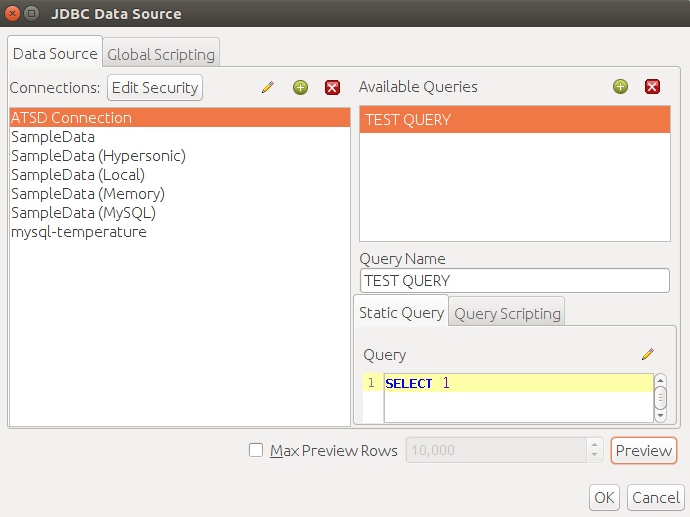 JDBC Data Source
Data Source
Global Scripting
Connections:
Edit Security
ATSD Connection
SampleData
SampleData (Hypersonic)
SampleData (Local)
SampleData (Memory)
SampleData (MySQL)
mysql-temperature
Available Queries
TEST QUERY
Query Name
TEST QUERY
Static Query
Query Scripting
Query
1 SELECT 1
Max Preview Rows
10,000
Preview
OK
Cancel